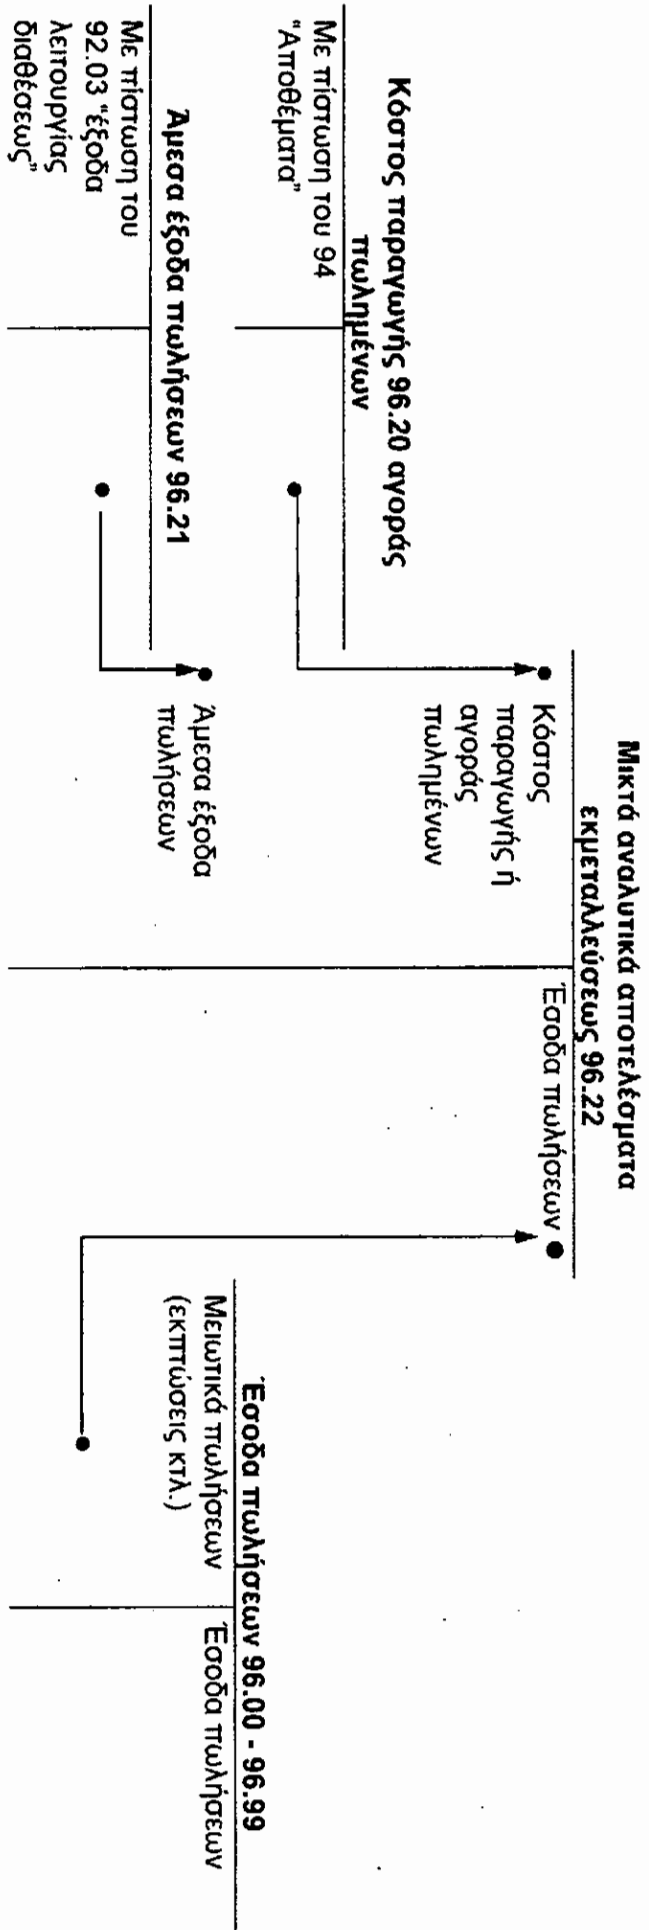 Μικτά αναλυτικά αποτελέσματα
εκμεταλλεύσεως 96.22
Κόστος
παραγωγής ή
αγοράς
πωλημένων
Έσοδα πωλήσεων
Κόστος παραγωγής 96.20 αγοράς
πωλημένων
Με πίστωση του 94
"Αποθέματα"
Άμεσα έξοδα πωλήσεων 96.21
Με πίστωση του
92.03 "έξοδα
λειτουργίας
διαθέσεως"
Άμεσα έξοδα
πωλήσεων
Έσοδα πωλήσεων 96.00 - 96.99
Μειωτικά πωλήσεων
(εκπτώσεις κτλ.)
Έσοδα πωλήσεων